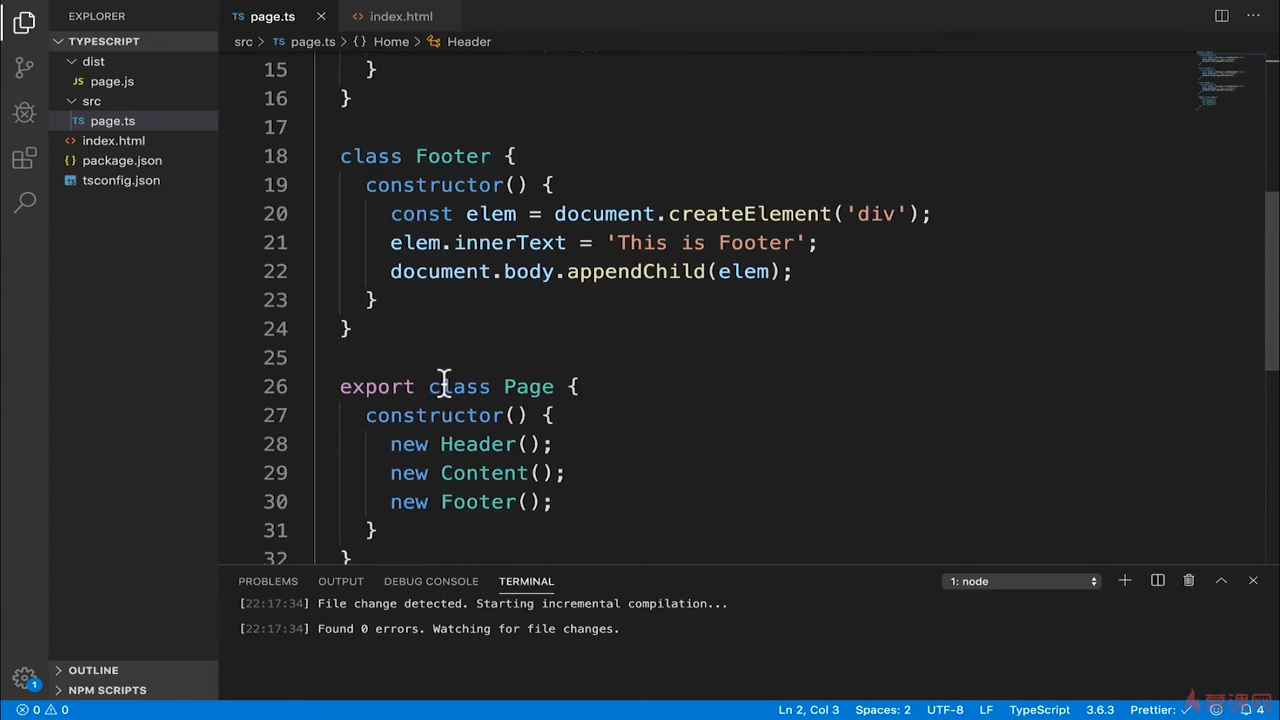 EXPLORER
TYPESCRIPT
dist
page.js
src
TS page.ts
index.html
package.json
tsconfig.json
OUTLINE
NPM SCRIPTS
TS page.ts
index.html
src > TS page.ts > {} Home > Header
15 }
16 }
17
18 class Footer {
19 constructor() {
20 const elem = document.createElement('div');
21 elem.innerText = 'This is Footer';
22 document.body.appendChild(elem);
23 }
24 }
25
26 export class Page {
27 constructor() {
28 new Header();
29 new Content();
30 new Footer();
31 }
32 }
PROBLEMS OUTPUT DEBUG CONSOLE TERMINAL 1: node
[22:17:34] File change detected. Starting incremental compilation...
[22:17:34] Found 0 errors. Watching for file changes.
1
0 0 Ln 2, Col 3 Spaces: 2 UTF-8 LF TypeScript 3.6.3 Prettier: ✓ 4
慕课网